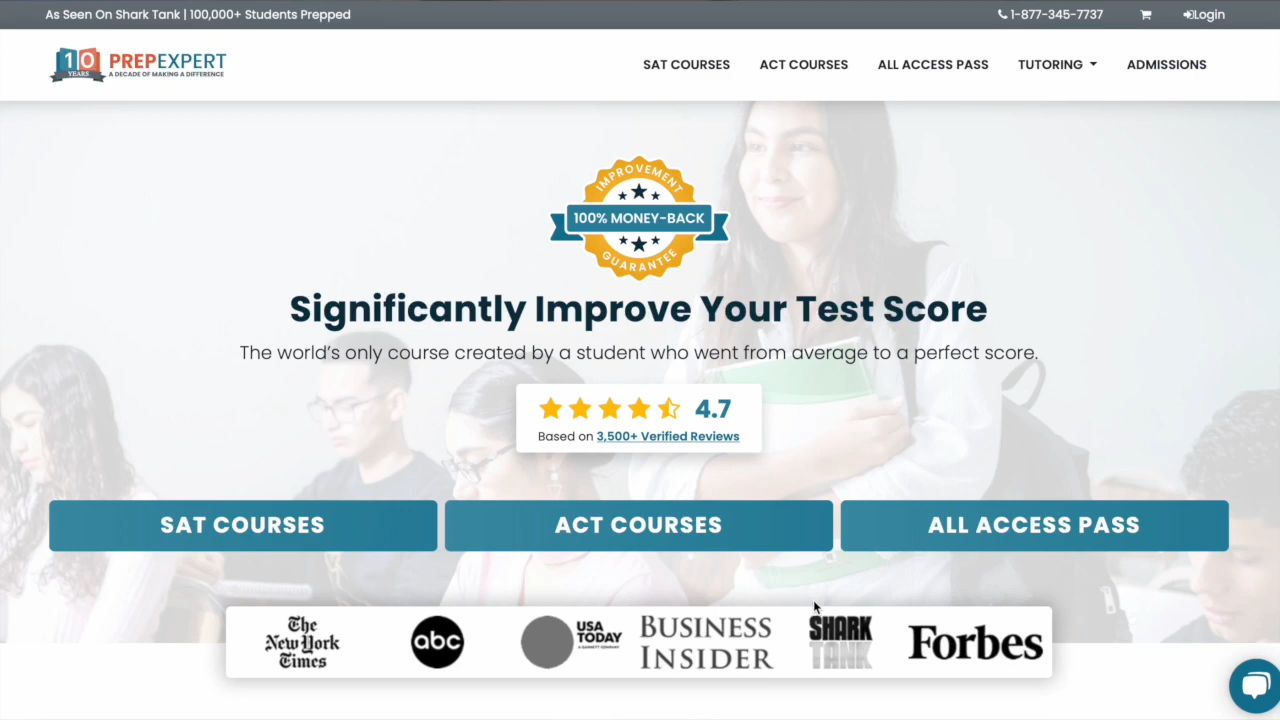 As Seen On Shark Tank | 100,000+ Students Prepped
1-877-345-7737
Login
10
YEARS
PREPEXPERT
A DECADE OF MAKING A DIFFERENCE
SAT COURSES
ACT COURSES
ALL ACCESS PASS
TUTORING
ADMISSIONS
IMPROVEMENT
100% MONEY-BACK
GUARANTEE
Significantly Improve Your Test Score
The world's only course created by a student who went from average to a perfect score.
4.7
Based on 3,500+ Verified Reviews
SAT COURSES
ACT COURSES
ALL ACCESS PASS
The
New York
Times
abc
USA
TODAY
A GANNETT COMPANY
BUSINESS
INSIDER
SHARK
TANK
Forbes